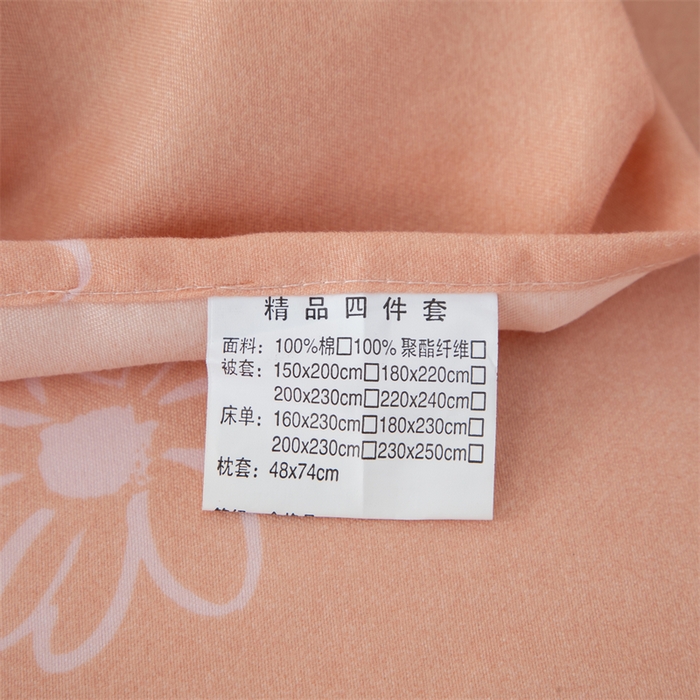 精品四件套
面料：100%棉□100%聚酯纤维□
被套：150x200cm□180x220cm□
200x230cm□220x240cm□
床单：160x230cm□180x230cm□
200x230cm□230x250cm□
枕套：48x74cm